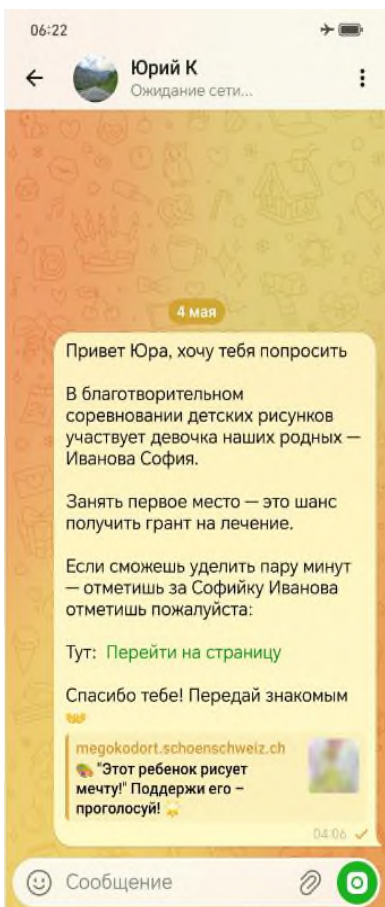 06:22
Юрий К
Ожидание сети...
4 мая
Привет Юра, хочу тебя попросить
В благотворительном
соревновании детских рисунков
участвует девочка наших родных —
Иванова София.
Занять первое место — это шанс
получить грант на лечение.
Если сможешь уделить пару минут
— отметишь за Софийку Иванова
отметишь пожалуйста:
Тут: Перейти на страницу
Спасибо тебе! Передай знакомым
megokodort.schoenschweiz.ch
"Этот ребенок рисует
мечту!" Поддержи его –
проголосуй!
04:06
Сообщение